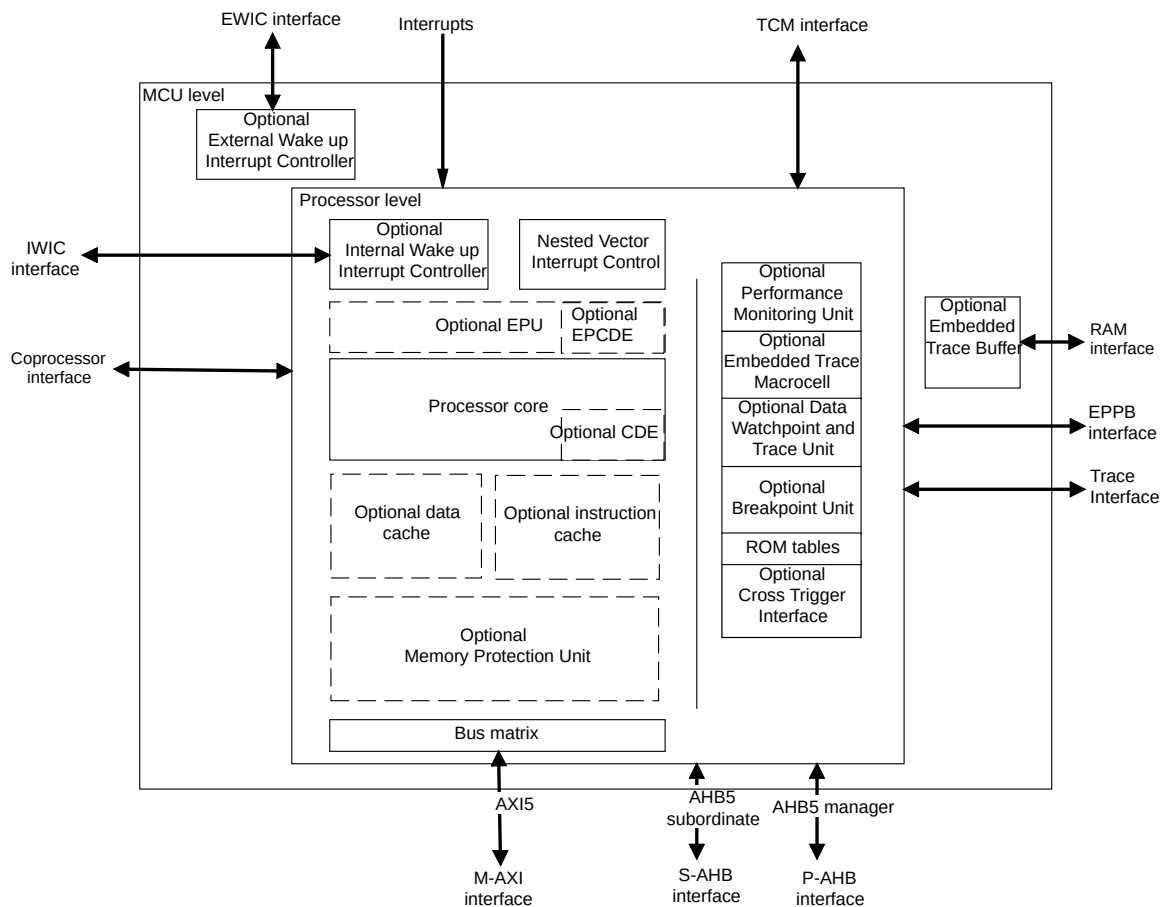 EWIC interface
Interrupts
TCM interface
MCU level
Optional
External Wake up
Interrupt Controller
Processor level
Optional
Internal Wake up
Interrupt Controller
Nested Vector
Interrupt Control
IWIC
interface
Optional
Performance
Monitoring Unit
Optional EPU
Optional
EPCDE
Optional
Embedded
Trace Buffer
RAM
interface
Coprocessor
interface
Optional
Embedded Trace
Macrocell
Processor core
Optional CDE
Optional Data
Watchpoint and
Trace Unit
EPPB
interface
Trace
Interface
Optional data
cache
Optional instruction
cache
Optional
Breakpoint Unit
ROM tables
Optional
Cross Trigger
Interface
Optional
Memory Protection Unit
Bus matrix
AXI5
AHB5
subordinate
AHB5 manager
M-AXI
interface
S-AHB
interface
P-AHB
interface